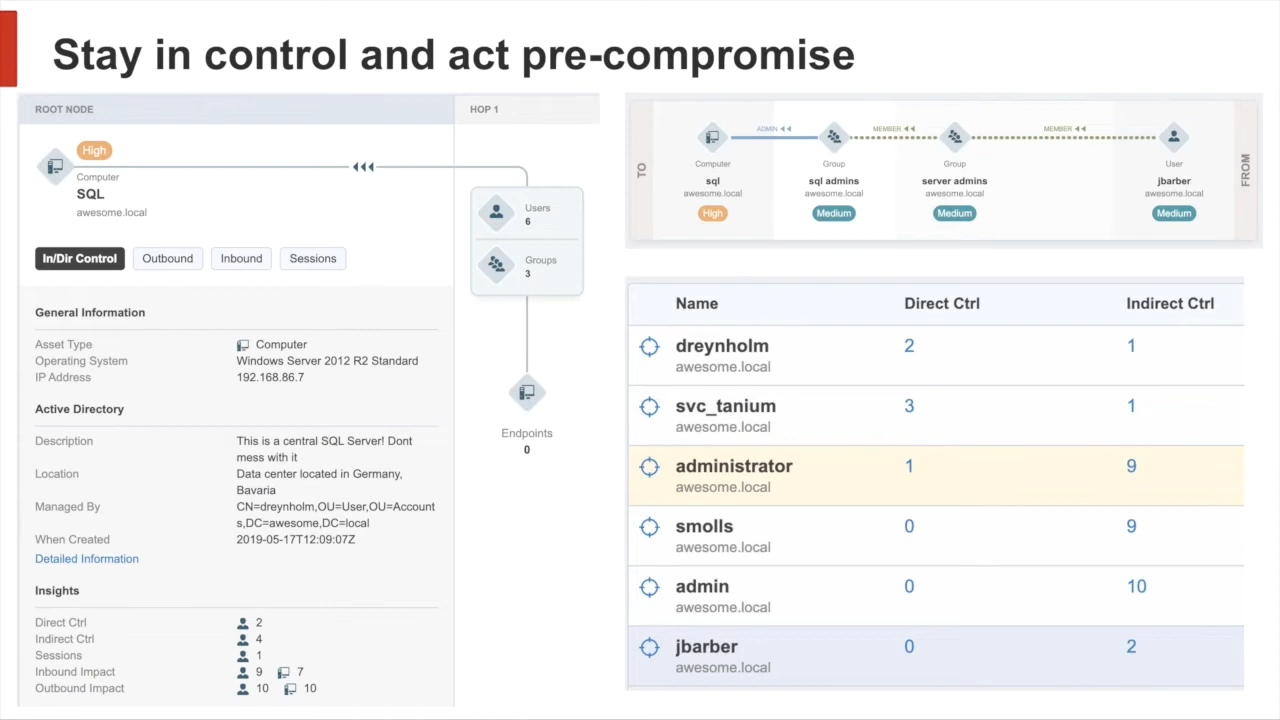 Stay in control and act pre-compromise
ROOT NODE
HOP 1
High
Computer
SQL
awesome.local
In/Dir Control
Outbound
Inbound
Sessions
Users
6
Groups
3
Endpoints
0
General Information
Asset Type Computer
Operating System Windows Server 2012 R2 Standard
IP Address 192.168.86.7
Active Directory
Description This is a central SQL Server! Dont
mess with it
Location Data center located in Germany,
Bavaria
Managed By CN=dreynholm,OU=User,OU=Account
s,DC=awesome,DC=local
When Created 2019-05-17T12:09:07Z
Detailed Information
Insights
Direct Ctrl 2
Indirect Ctrl 4
Sessions 1
Inbound Impact 9 7
Outbound Impact 10 10
TO
ADMIN
MEMBER
MEMBER
FROM
Computer
sql
awesome.local
High
Group
sql admins
awesome.local
Medium
Group
server admins
awesome.local
Medium
User
jbarber
awesome.local
Medium
Name Direct Ctrl Indirect Ctrl
dreynholm 2 1
awesome.local
svc_tanium 3 1
awesome.local
administrator 1 9
awesome.local
smolls 0 9
awesome.local
admin 0 10
awesome.local
jbarber 0 2
awesome.local